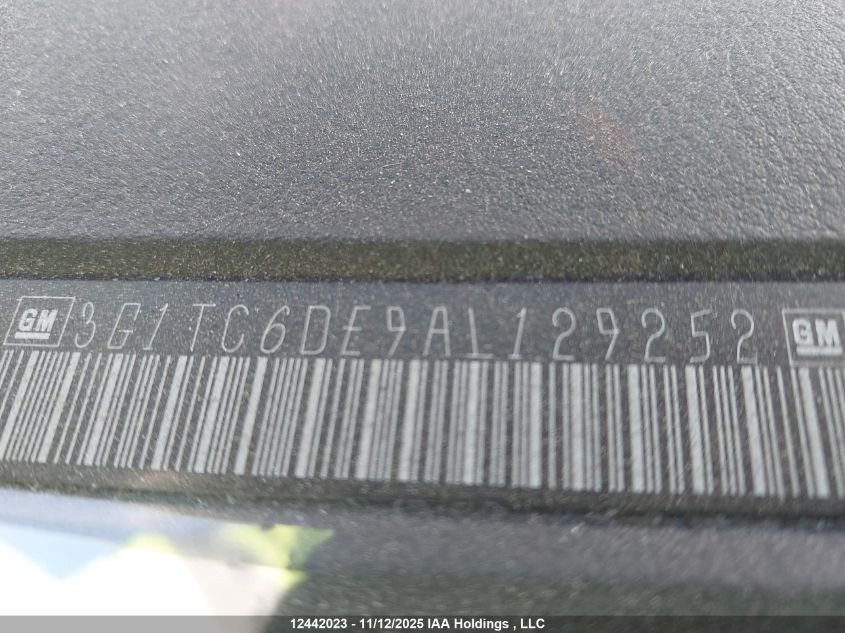 GM 3G1TC6DE9AL129252 GM
12442023 - 11/12/2025 IAA Holdings , LLC